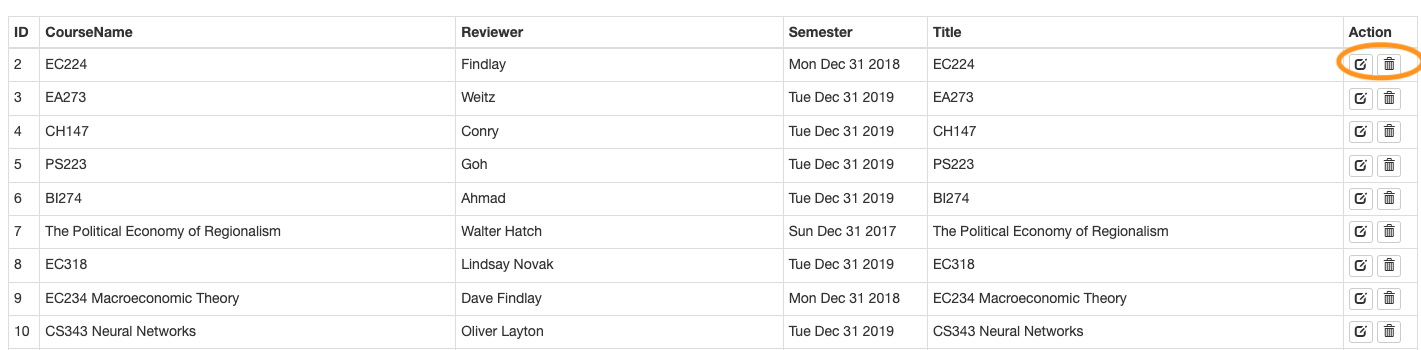 ID CourseName Reviewer Semester Title Action
2 EC224 Findlay Mon Dec 31 2018 EC224
3 EA273 Weitz Tue Dec 31 2019 EA273
4 CH147 Conry Tue Dec 31 2019 CH147
5 PS223 Goh Tue Dec 31 2019 PS223
6 BI274 Ahmad Tue Dec 31 2019 BI274
7 The Political Economy of Regionalism Walter Hatch Sun Dec 31 2017 The Political Economy of Regionalism
8 EC318 Lindsay Novak Tue Dec 31 2019 EC318
9 EC234 Macroeconomic Theory Dave Findlay Mon Dec 31 2018 EC234 Macroeconomic Theory
10 CS343 Neural Networks Oliver Layton Tue Dec 31 2019 CS343 Neural Networks